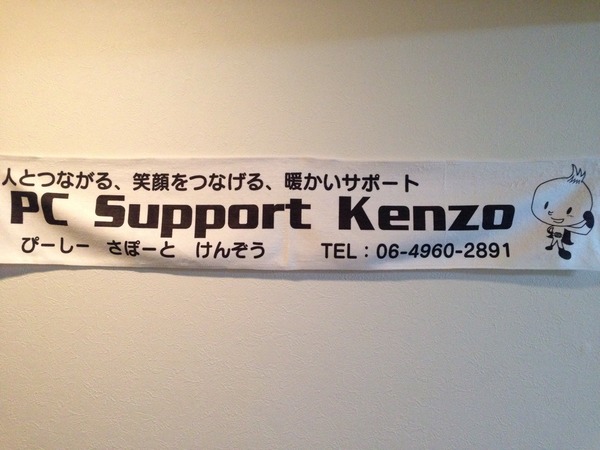 人とつながる、笑顔をつなげる、暖かいサポート
PC Support Kenzo
ぴーしー さぽーと けんぞう TEL：06-4960-2891